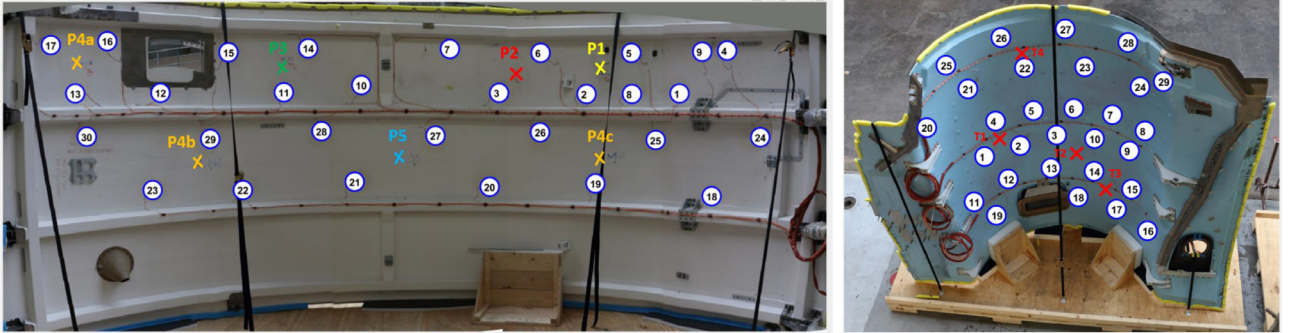 17 P4a 16 15 P3 14 7 P2 6 P1 5 9 4
13 12 11 10 3 2 8 1
30 P4b 29 28 P5 27 26 P4c 25 24
23 22 21 20 19 18
26 27 28
25 T4 22 23 24 29
21
20 4 5 6 7 8
T1 2 3 10 9
1 12 13 14 T3 15
11 19 18 17 16